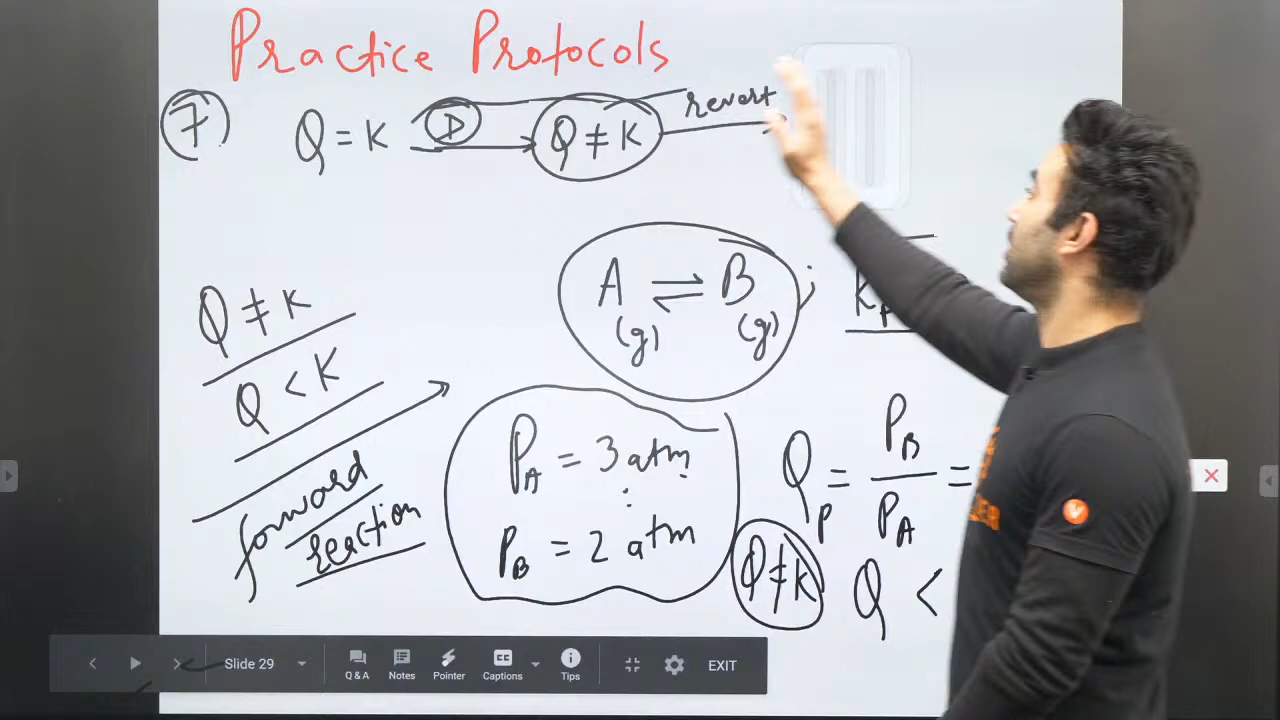 Practice Protocols
7 Q = K D Q ≠ K revert
A ⇌ B ;
(g) (g)
K_P
Q ≠ K
Q < K
forward
reaction
P_A = 3 atm
P_B = 2 atm
Q_P = P_B / P_A =
Q ≠ K Q <
Slide 29
Q & A Notes Pointer Captions Tips EXIT